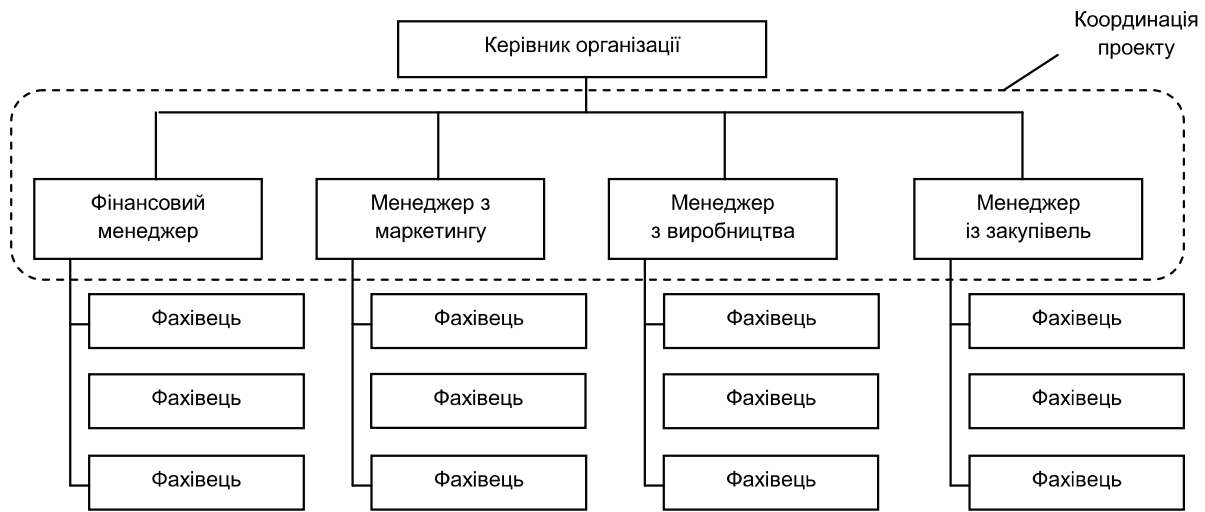 Координація
проекту
Керівник організації
Фінансовий
менеджер
Менеджер з
маркетингу
Менеджер
з виробництва
Менеджер
із закупівель
Фахівець
Фахівець
Фахівець
Фахівець
Фахівець
Фахівець
Фахівець
Фахівець
Фахівець
Фахівець
Фахівець
Фахівець